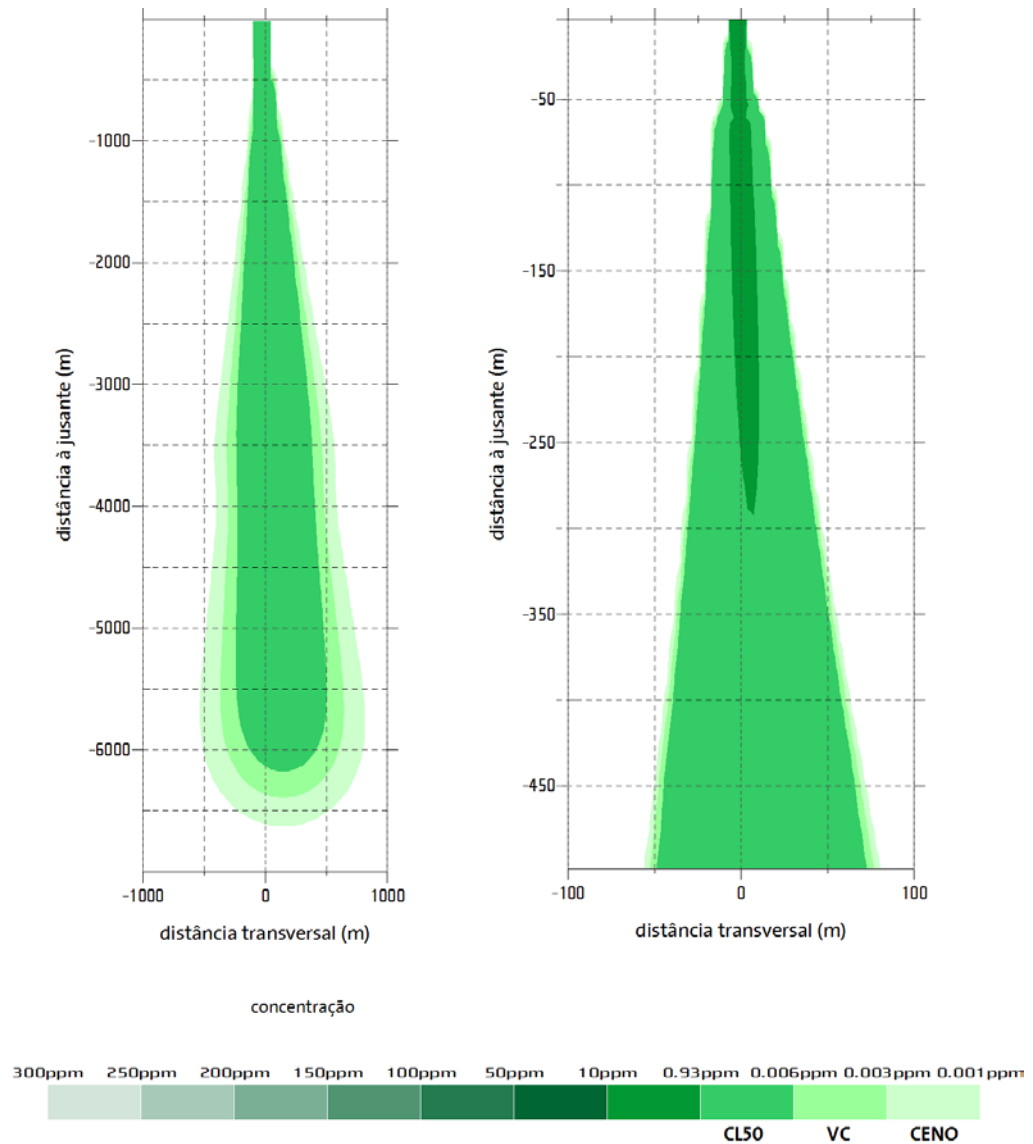 -1000
-2000
-3000
-4000
-5000
-6000
distância à jusante (m)
-1000 0 1000
distância transversal (m)
-50
-150
-250
-350
-450
distância à jusante (m)
-100 0 100
distância transversal (m)
concentração
300ppm 250ppm 200ppm 150ppm 100ppm 50ppm 10ppm 0.93ppm 0.006ppm 0.003ppm 0.001ppm
CL50 VC CENO